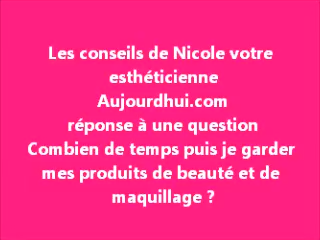 Les conseils de Nicole votre
esthéticienne
Aujourdhui.com
réponse à une question
Combien de temps puis je garder
mes produits de beauté et de
maquillage ?